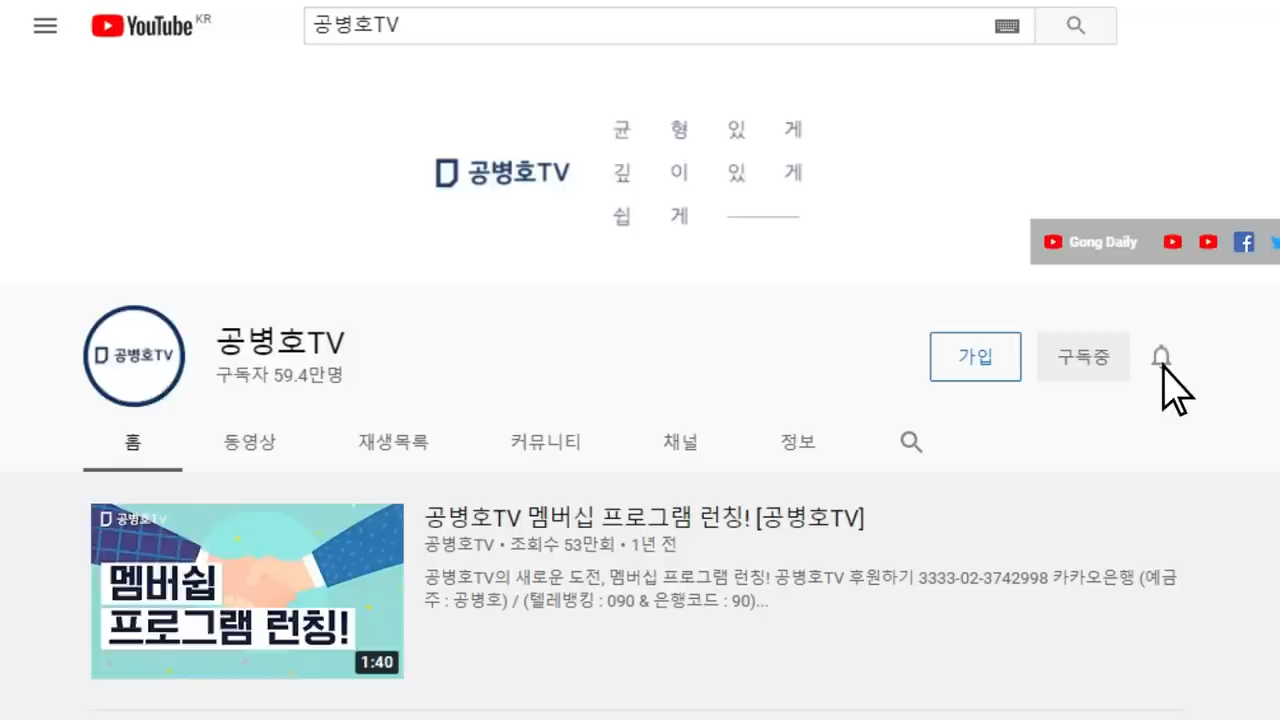 YouTube KR
공병호TV
균형있게
공병호TV
깊이있게
쉽게
Gong Daily
공병호TV
공병호TV
구독자 59.4만명
가입
구독중
홈
동영상
재생목록
커뮤니티
채널
정보
공병호TV
멤버쉽
프로그램 런칭!
1:40
공병호TV 멤버십 프로그램 런칭! [공병호TV]
공병호TV • 조회수 53만회 • 1년 전
공병호TV의 새로운 도전, 멤버십 프로그램 런칭! 공병호TV 후원하기 3333-02-3742998 카카오은행 (예금
주 : 공병호) / (텔레뱅킹 : 090 & 은행코드 : 90)...